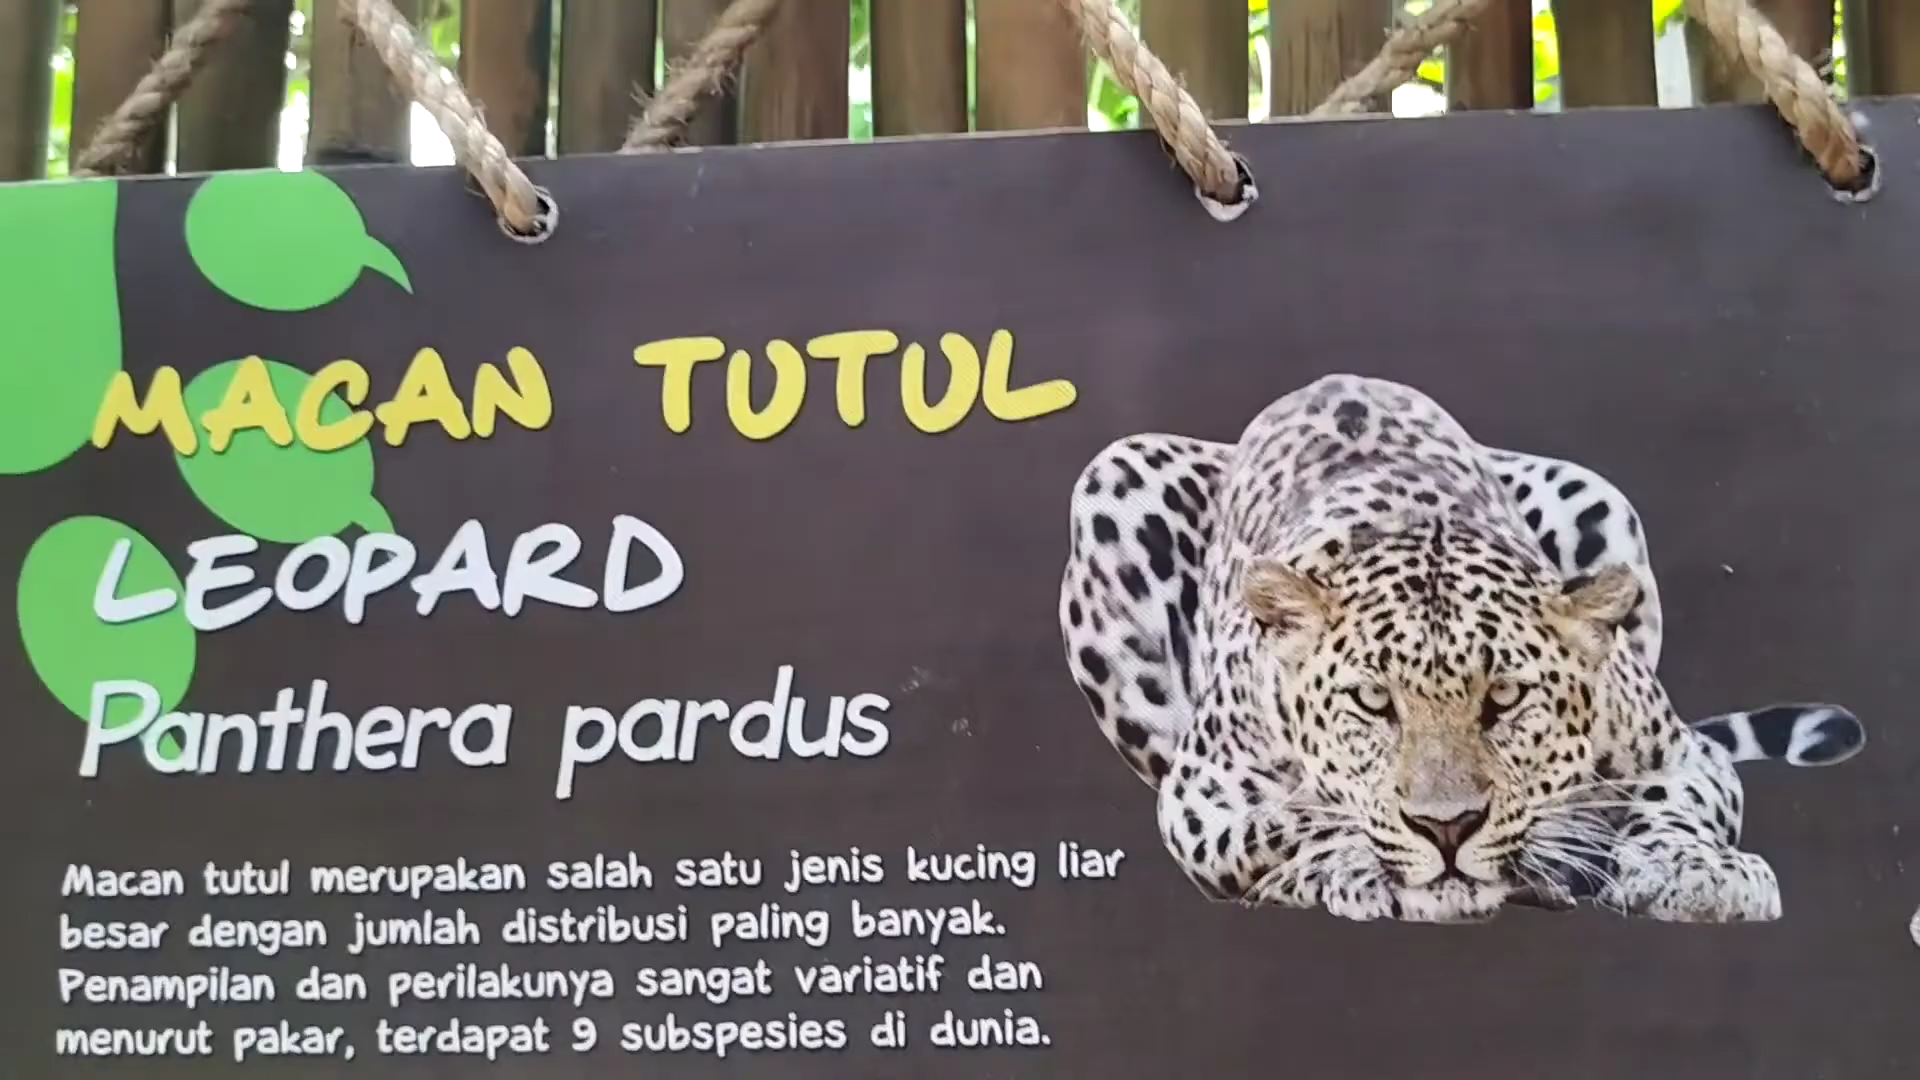 MACAN TUTUL
LEOPARD
Panthera pardus
Macan tutul merupakan salah satu jenis kucing liar
besar dengan jumlah distribusi paling banyak.
Penampilan dan perilakunya sangat variatif dan
menurut pakar, terdapat 9 subspesies di dunia.